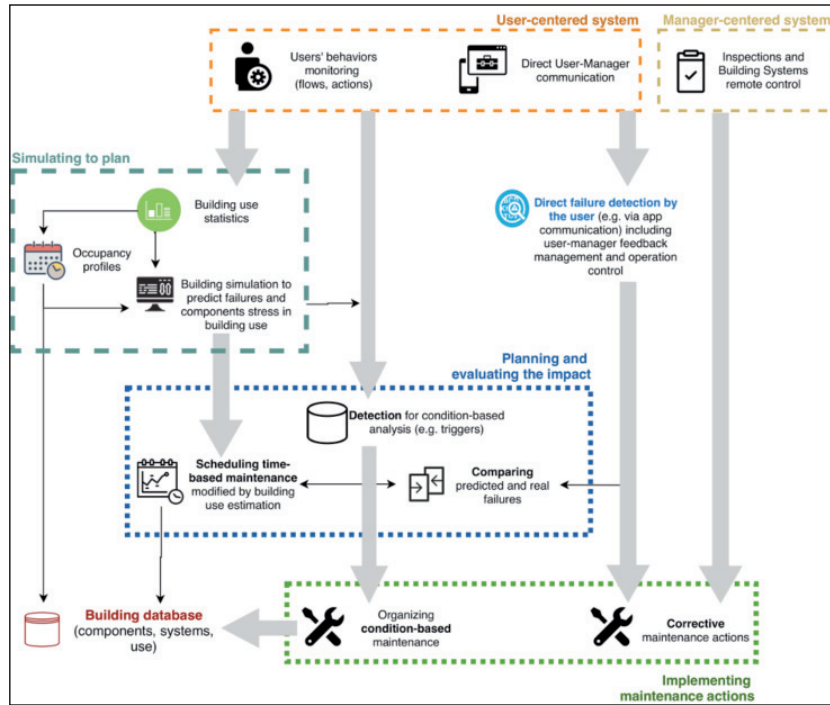 User-centered system
Manager-centered system
Users' behaviors
monitoring
(flows, actions)
Direct User-Manager
communication
Inspections and
Building Systems
remote control
Simulating to plan
Building use
statistics
Occupancy
profiles
Building simulation to
predict failures and
components stress in
building use
Direct failure detection by
the user (e.g. via app
communication) including
user-manager feedback
management and operation
control
Planning and
evaluating the impact
Detection for condition-based
analysis (e.g. triggers)
Scheduling time-
based maintenance
modified by building
use estimation
Comparing
predicted and real
failures
Building database
(components, systems,
use)
Organizing
condition-based
maintenance
Corrective
maintenance actions
Implementing
maintenance actions